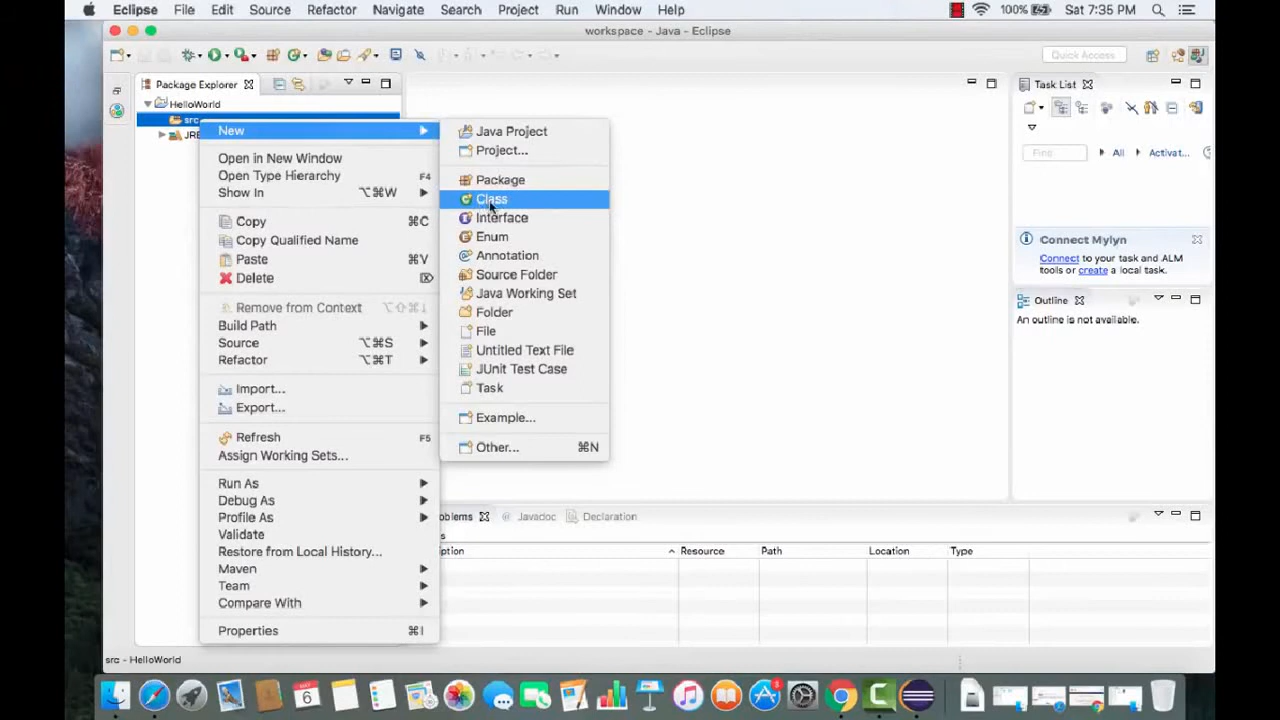 Eclipse File Edit Source Refactor Navigate Search Project Run Window Help 100% Sat 7:35 PM
workspace - Java - Eclipse
Quick Access
Package Explorer
HelloWorld
src
JRE
New
Open in New Window
Open Type Hierarchy F4
Show In ⌥⌘W
Copy ⌘C
Copy Qualified Name
Paste ⌘V
Delete ⌦
Remove from Context ⌥⇧⌘↓
Build Path
Source ⌥⌘S
Refactor ⌥⌘T
Import...
Export...
Refresh F5
Assign Working Sets...
Run As
Debug As
Profile As
Validate
Restore from Local History...
Maven
Team
Compare With
Properties ⌘I
Java Project
Project...
Package
Class
Interface
Enum
Annotation
Source Folder
Java Working Set
Folder
File
Untitled Text File
JUnit Test Case
Task
Example...
Other... ⌘N
Task List
Find All Activat...
Connect Mylyn
Connect to your task and ALM
tools or create a local task.
Outline
An outline is not available.
oblems Javadoc Declaration
s
iption Resource Path Location Type
src - HelloWorld
MAY
6